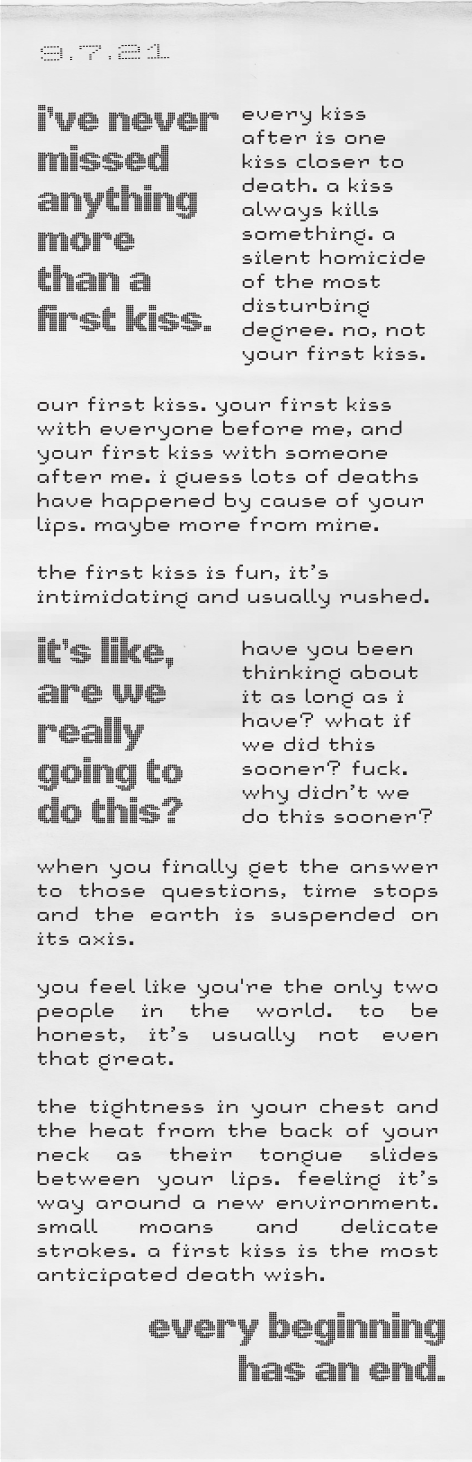 9.7.21
i've never
missed
anything
more
than a
first kiss.
every kiss
after is one
kiss closer to
death. a kiss
always kills
something. a
silent homicide
of the most
disturbing
degree. no, not
your first kiss.
our first kiss. your first kiss
with everyone before me, and
your first kiss with someone
after me. i guess lots of deaths
have happened by cause of your
lips. maybe more from mine.
the first kiss is fun, it’s
intimidating and usually rushed.
it's like,
are we
really
going to
do this?
have you been
thinking about
it as long as i
have? what if
we did this
sooner? fuck.
why didn’t we
do this sooner?
when you finally get the answer
to those questions, time stops
and the earth is suspended on
its axis.
you feel like you're the only two
people in the world. to be
honest, it’s usually not even
that great.
the tightness in your chest and
the heat from the back of your
neck as their tongue slides
between your lips. feeling it’s
way around a new environment.
small moans and delicate
strokes. a first kiss is the most
anticipated death wish.
every beginning
has an end.